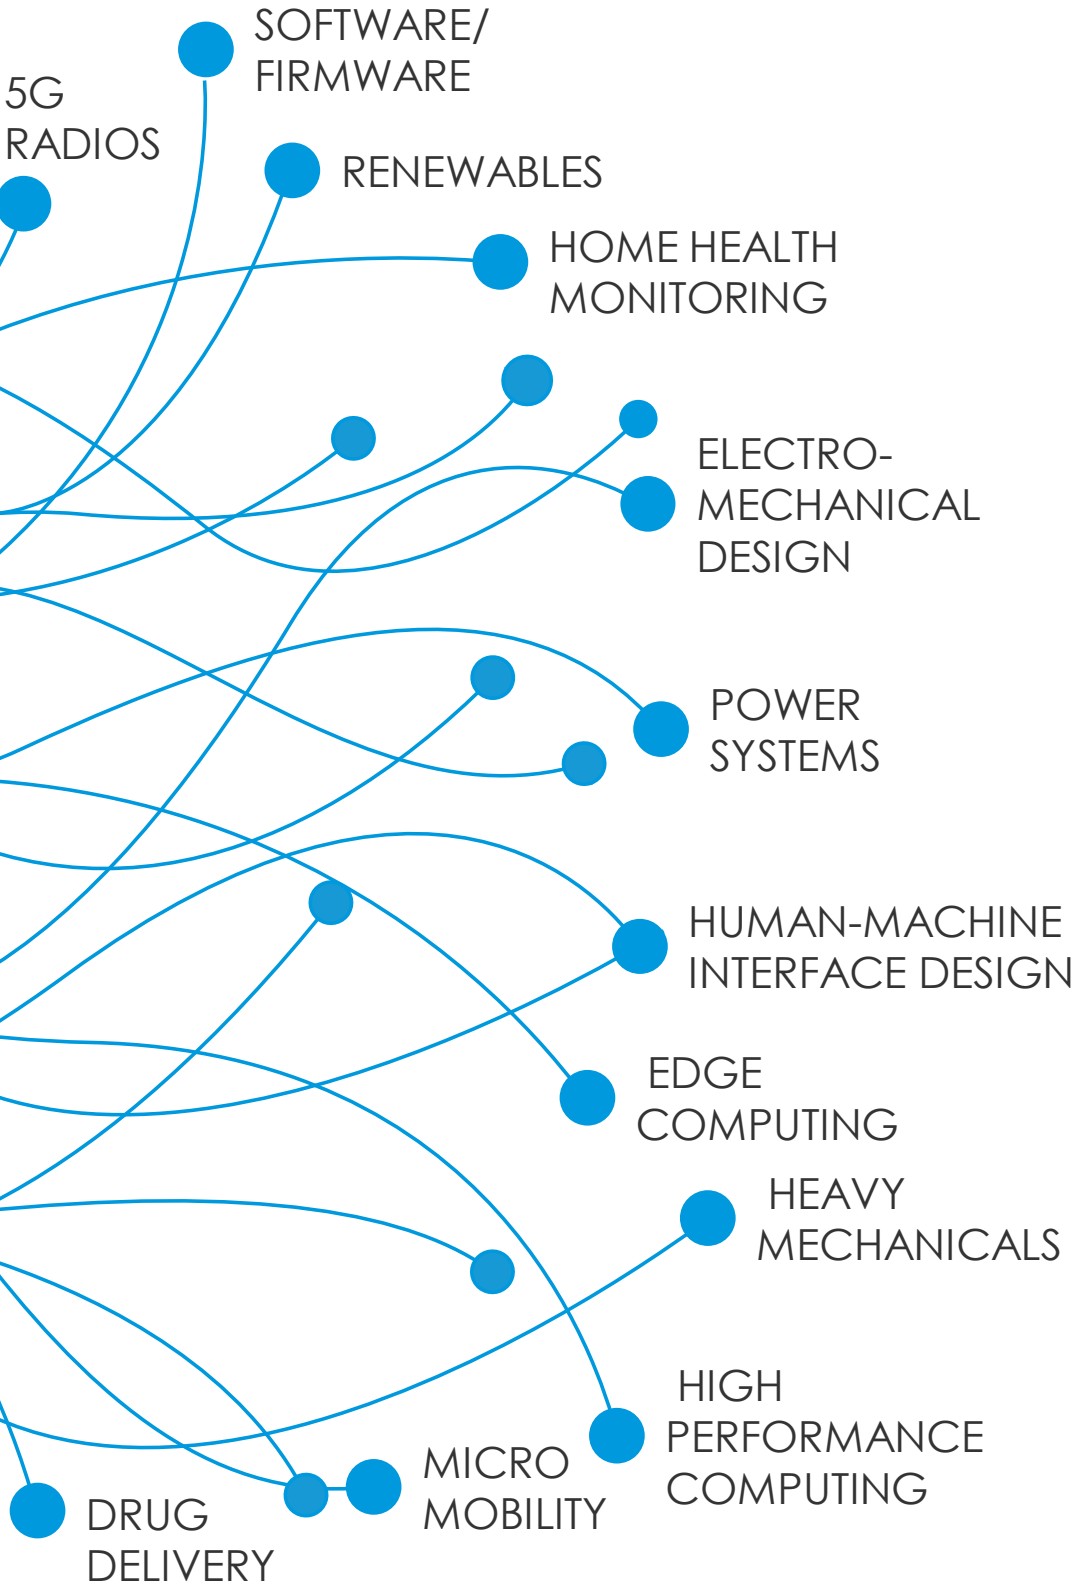 SOFTWARE/
FIRMWARE
5G
RADIOS
RENEWABLES
HOME HEALTH
MONITORING
ELECTRO-
MECHANICAL
DESIGN
POWER
SYSTEMS
HUMAN-MACHINE
INTERFACE DESIGN
EDGE
COMPUTING
HEAVY
MECHANICALS
HIGH
PERFORMANCE
COMPUTING
MICRO
MOBILITY
DRUG
DELIVERY